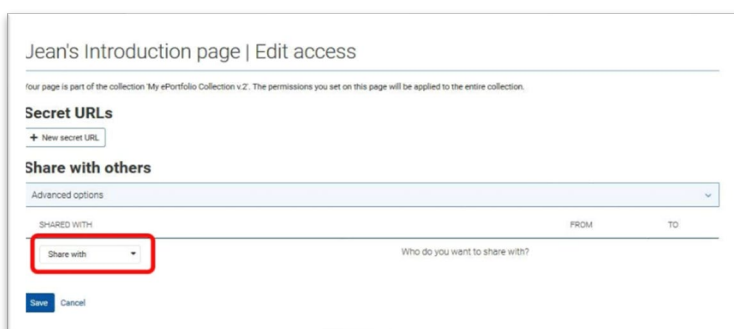 Jean's Introduction page | Edit access
Your page is part of the collection 'My ePortfolio Collection v.2'. The permissions you set on this page will be applied to the entire collection.
Secret URLs
+ New secret URL
Share with others
Advanced options
SHARED WITH FROM TO
Share with Who do you want to share with?
Save Cancel